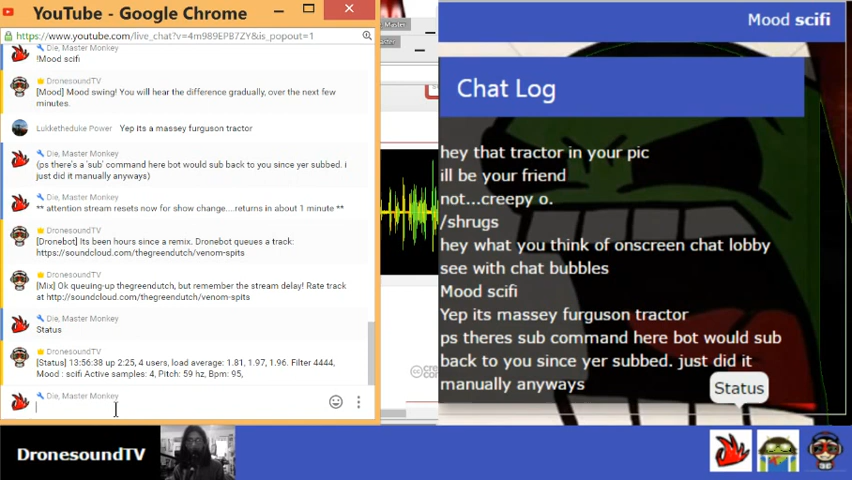 YouTube - Google Chrome
https://www.youtube.com/live_chat?v=4m989EPB7ZY&is_popout=1
Die, Master Monkey
!Mood scifi
DronesoundTV
[Mood] Mood swing! You will hear the difference gradually, over the next few
minutes.
Lukketheduke Power Yep its a massey furguson tractor
Die, Master Monkey
(ps there's a 'sub' command here bot would sub back to you since yer subbed. i
just did it manually anyways)
Die, Master Monkey
** attention stream resets now for show change....returns in about 1 minute **
DronesoundTV
[Dronebot] Its been hours since a remix. Dronebot queues a track:
https://soundcloud.com/thegreendutch/venom-spits
DronesoundTV
[Mix] Ok queuing-up thegreendutch, but remember the stream delay! Rate track
at http://soundcloud.com/thegreendutch/venom-spits
Die, Master Monkey
Status
DronesoundTV
[Status] 13:56:38 up 2:25, 4 users, load average: 1.81, 1.97, 1.96. Filter 4444,
Mood : scifi Active samples: 4, Pitch: 59 hz, Bpm: 95,
Die, Master Monkey
Master
Mood scifi
Chat Log
hey that tractor in your pic
ill be your friend
not...creepy o.
/shrugs
hey what you think of onscreen chat lobby
see with chat bubbles
Mood scifi
Yep its massey furguson tractor
ps theres sub command here bot would sub
back to you since yer subbed. just did it
manually anyways
Status
DronesoundTV